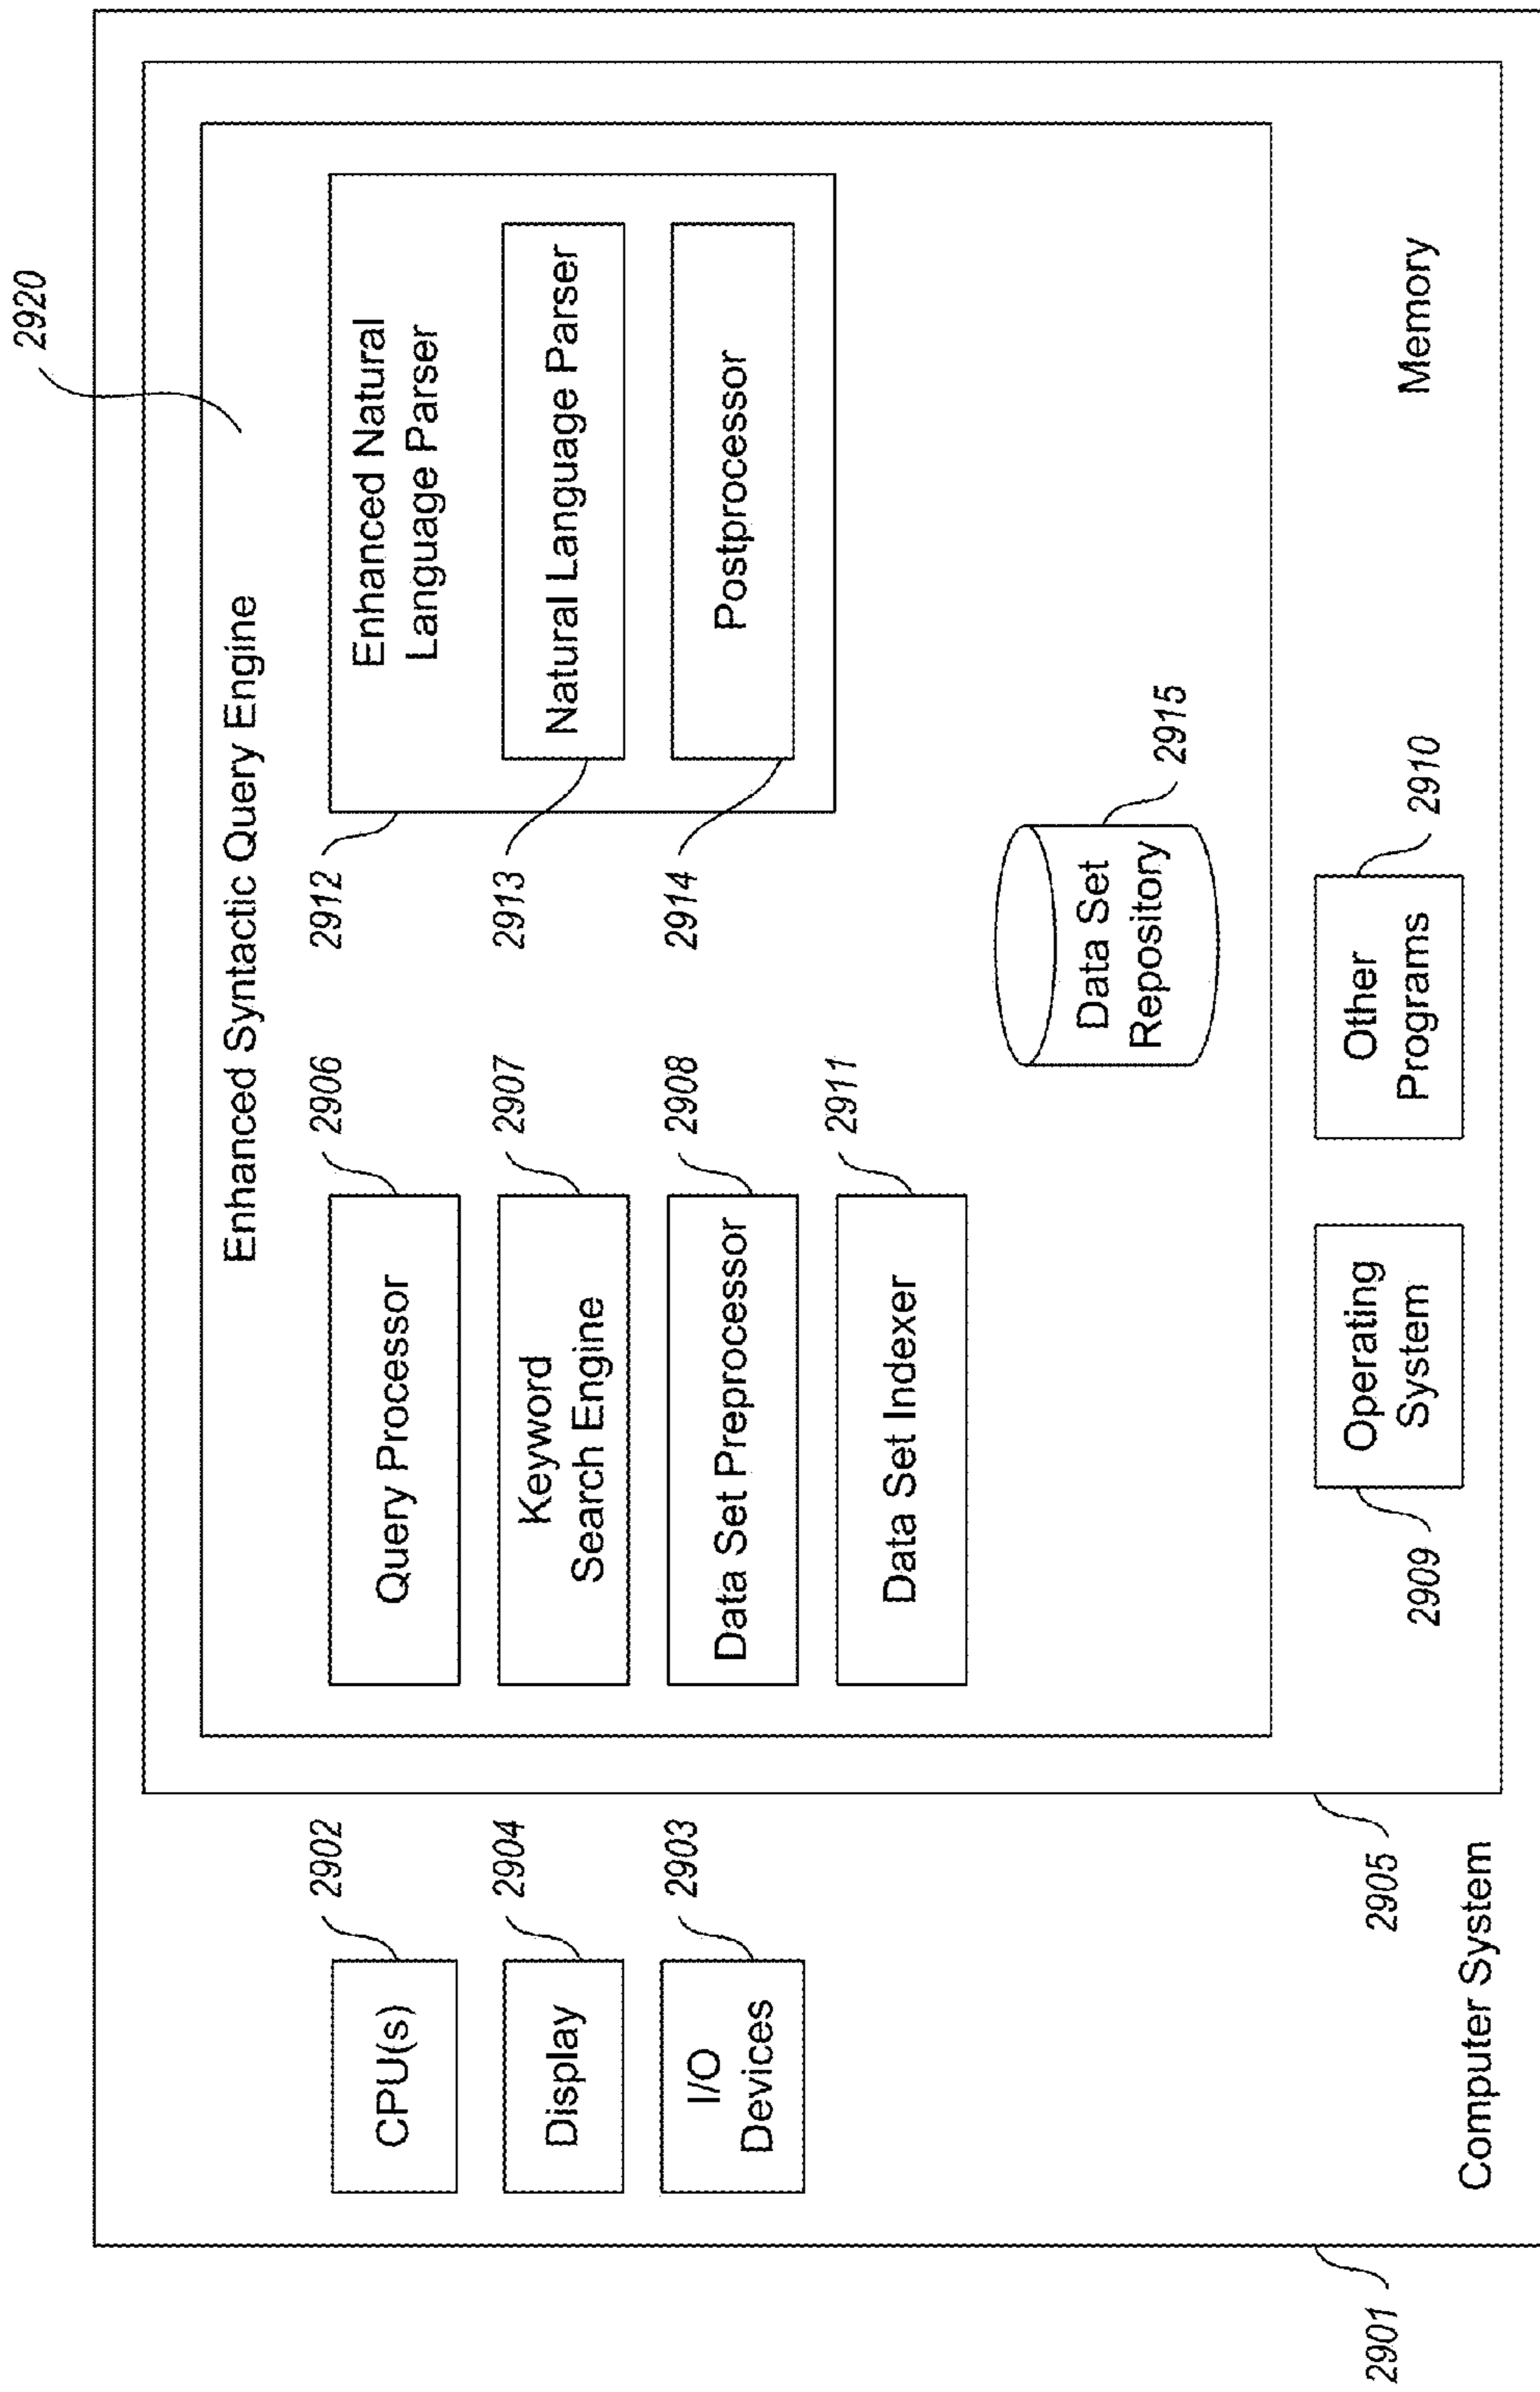 2920
Enhanced Syntactic Query Engine
2902
CPU(s)
2904
Display
2903
I/O
Devices
2906
Query Processor
2907
Keyword
Search Engine
2908
Data Set Preprocessor
2911
Data Set Indexer
2912
Enhanced Natural
Language Parser
2913
Natural Language Parser
2914
Postprocessor
2915
Data Set
Repository
2909
Operating
System
2910
Other
Programs
Memory
2905
Computer System
2901